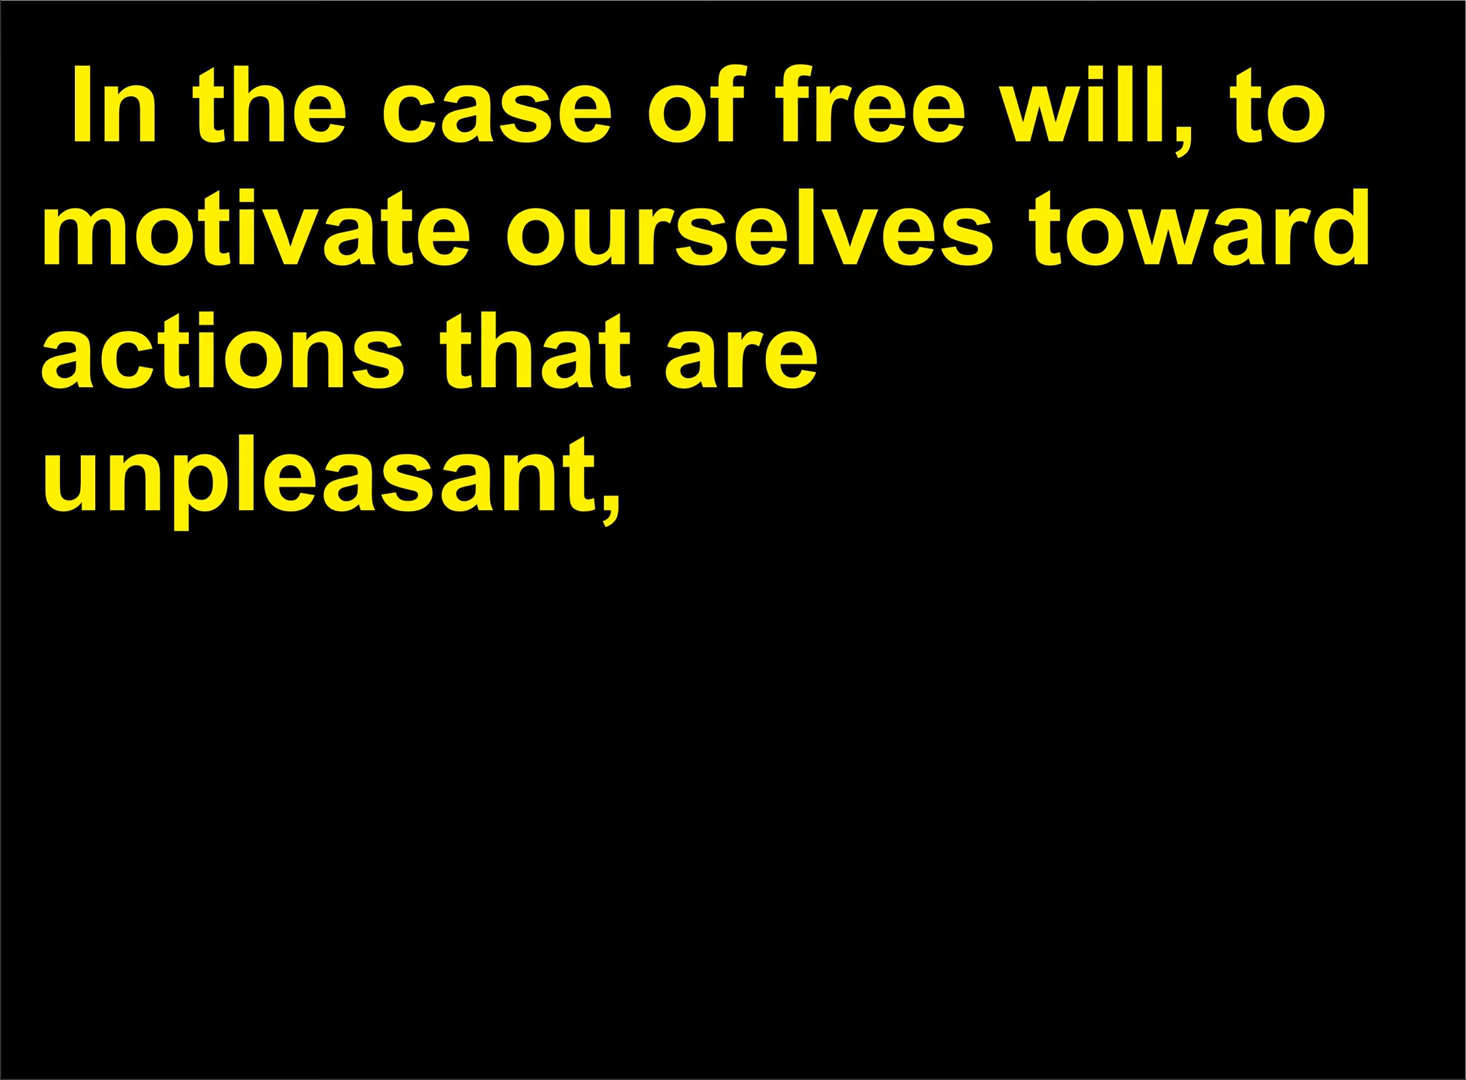 In the case of free will, to
motivate ourselves toward
actions that are
unpleasant,